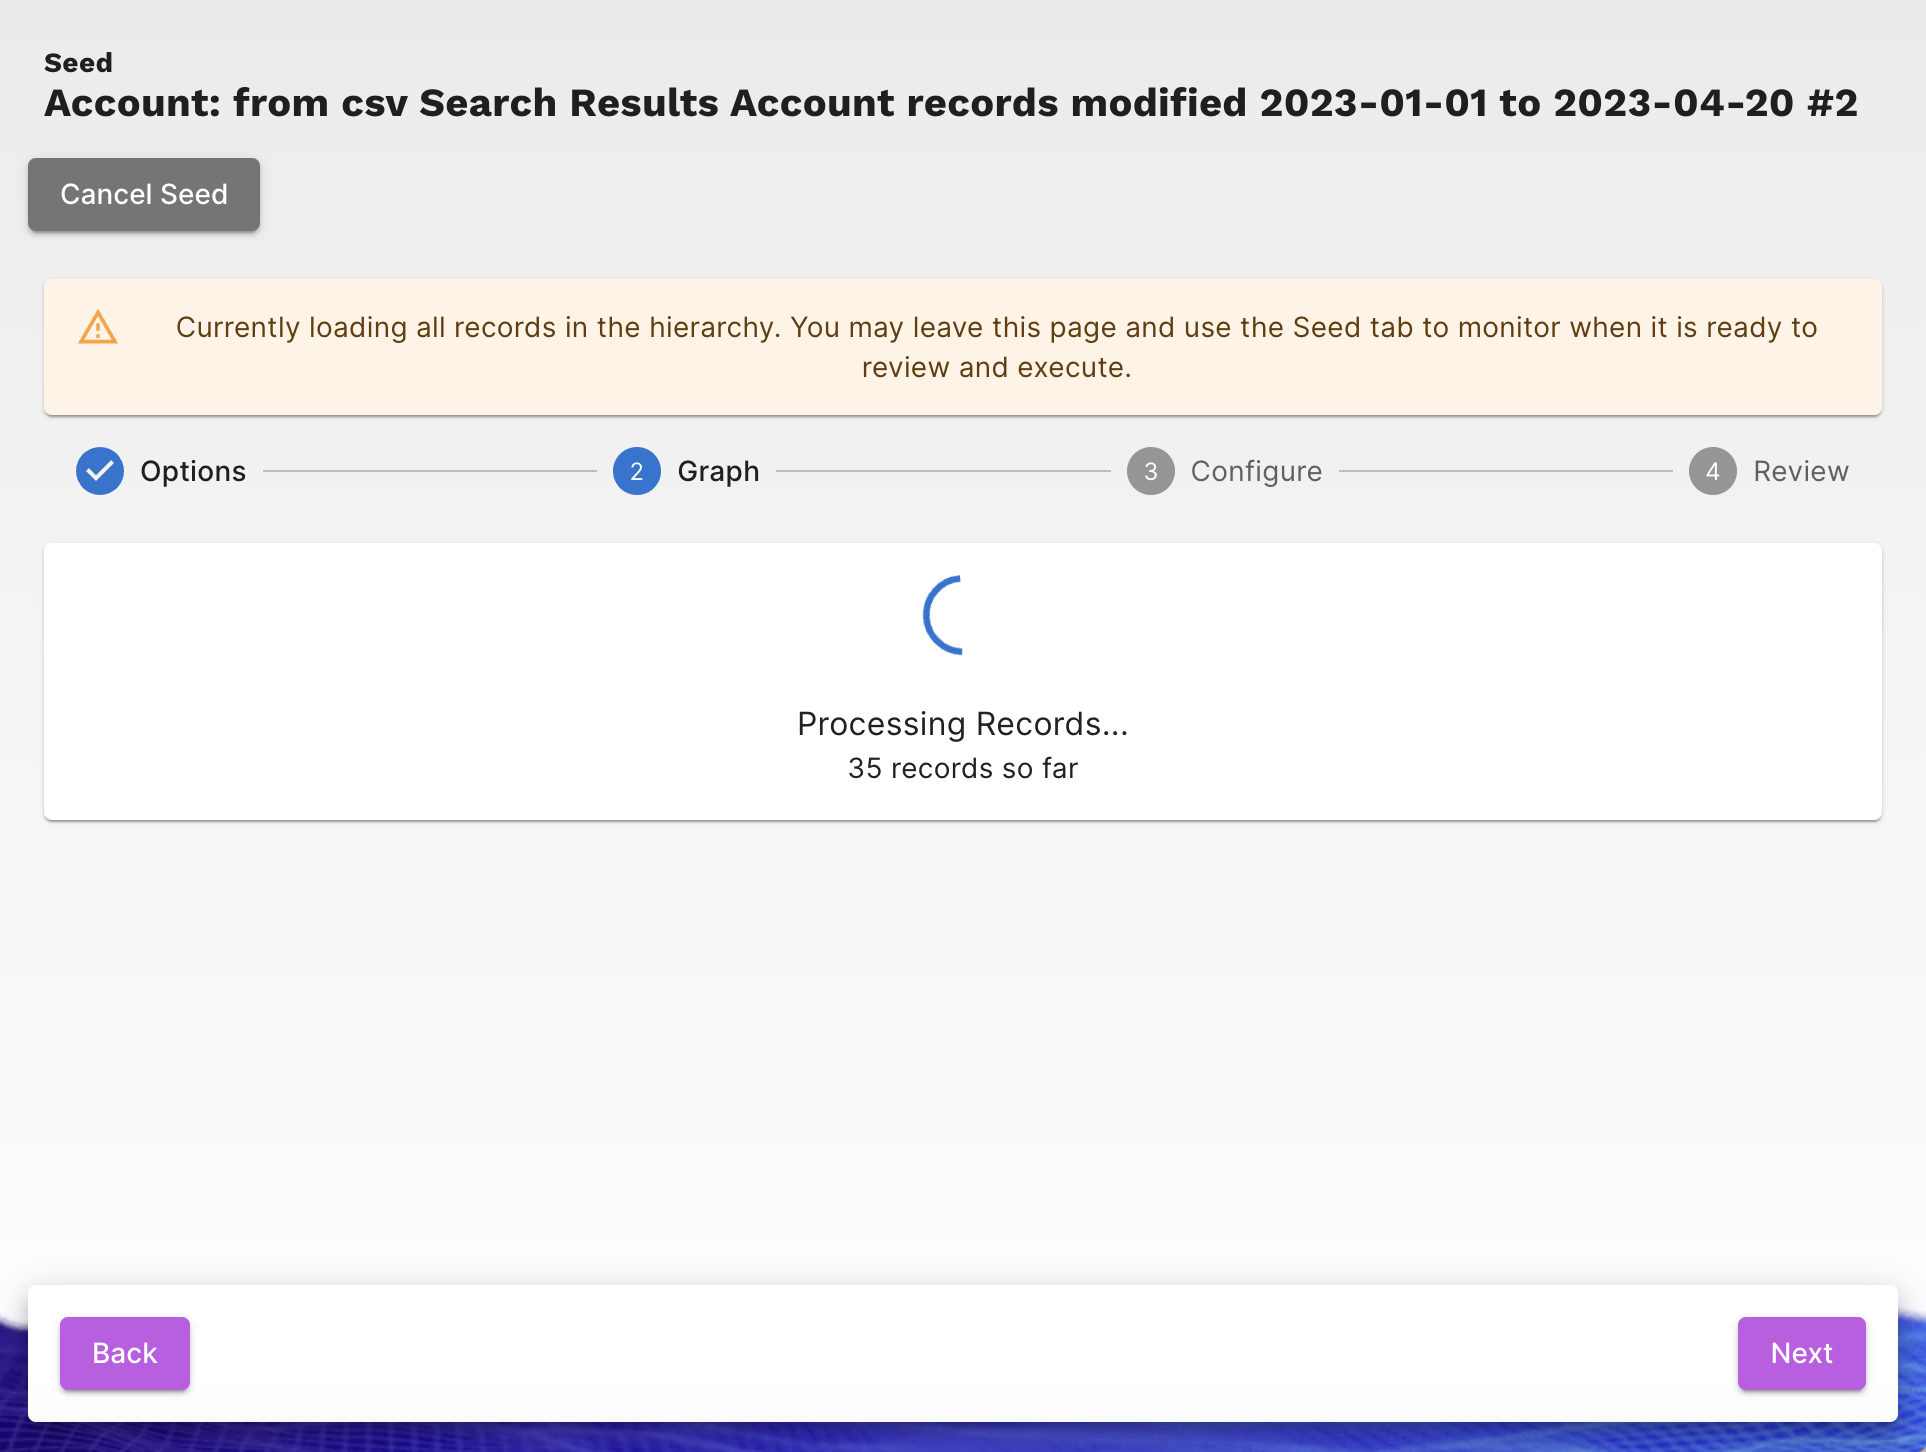 Seed
Account: from csv Search Results Account records modified 2023-01-01 to 2023-04-20 #2
Cancel Seed
Currently loading all records in the hierarchy. You may leave this page and use the Seed tab to monitor when it is ready to
review and execute.
Options
2 Graph
3 Configure
4 Review
Processing Records...
35 records so far
Back
Next